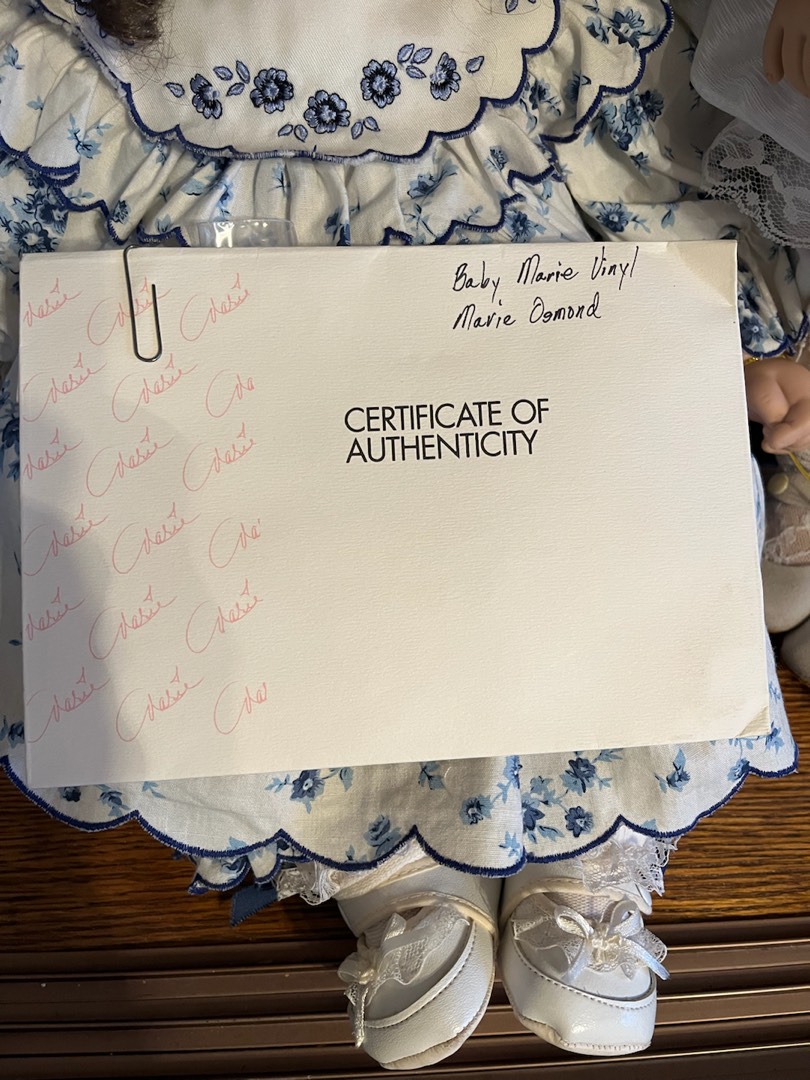 Baby Marie Vinyl
Marie Osmond
CERTIFICATE OF
AUTHENTICITY